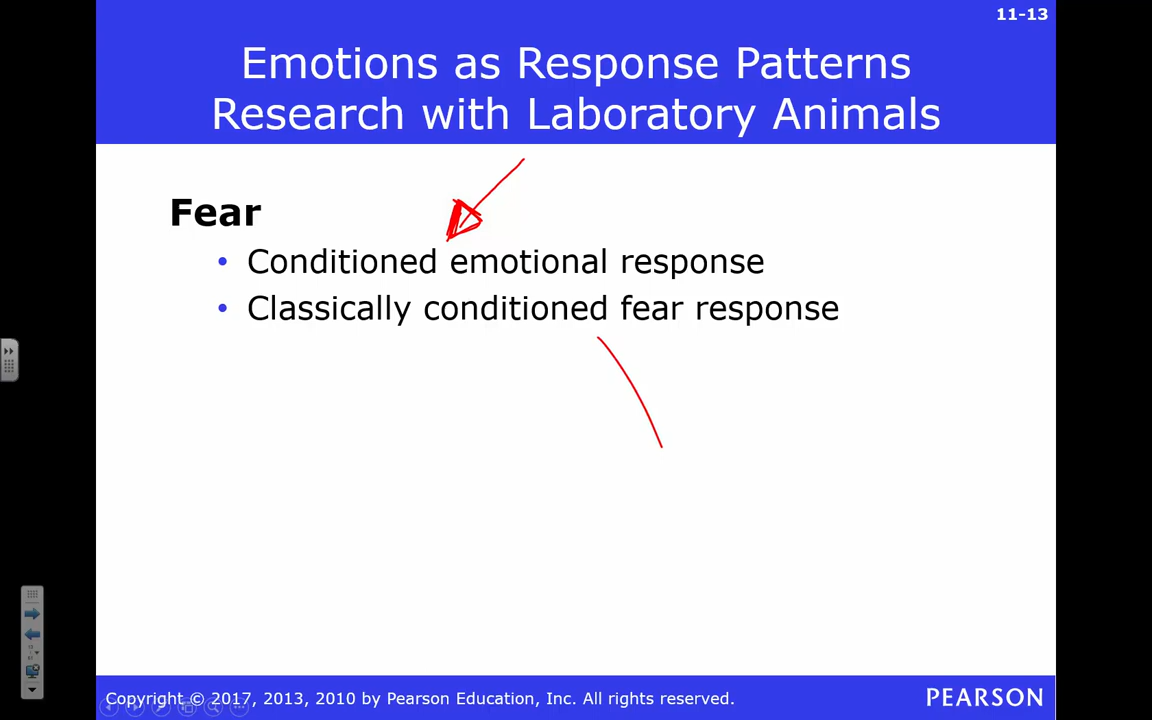 11-13
Emotions as Response Patterns
Research with Laboratory Animals
Fear
• Conditioned emotional response
• Classically conditioned fear response
Copyright © 2017, 2013, 2010 by Pearson Education, Inc. All rights reserved.
PEARSON